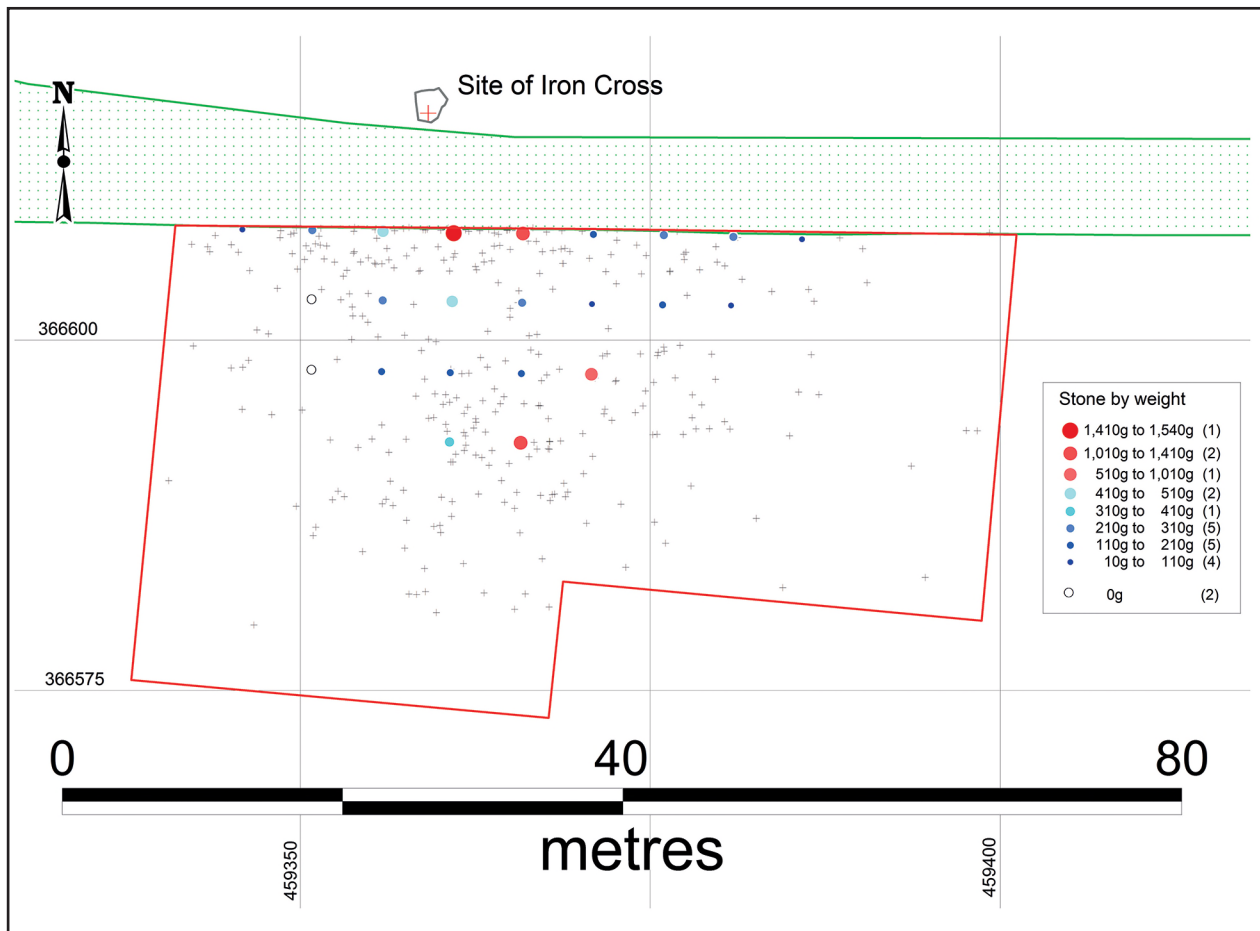 N
Site of Iron Cross
366600
Stone by weight
1,410g to 1,540g (1)
1,010g to 1,410g (2)
510g to 1,010g (1)
410g to 510g (2)
310g to 410g (1)
210g to 310g (5)
110g to 210g (5)
10g to 110g (4)
0g (2)
366575
0 40 80
metres
459350
459400